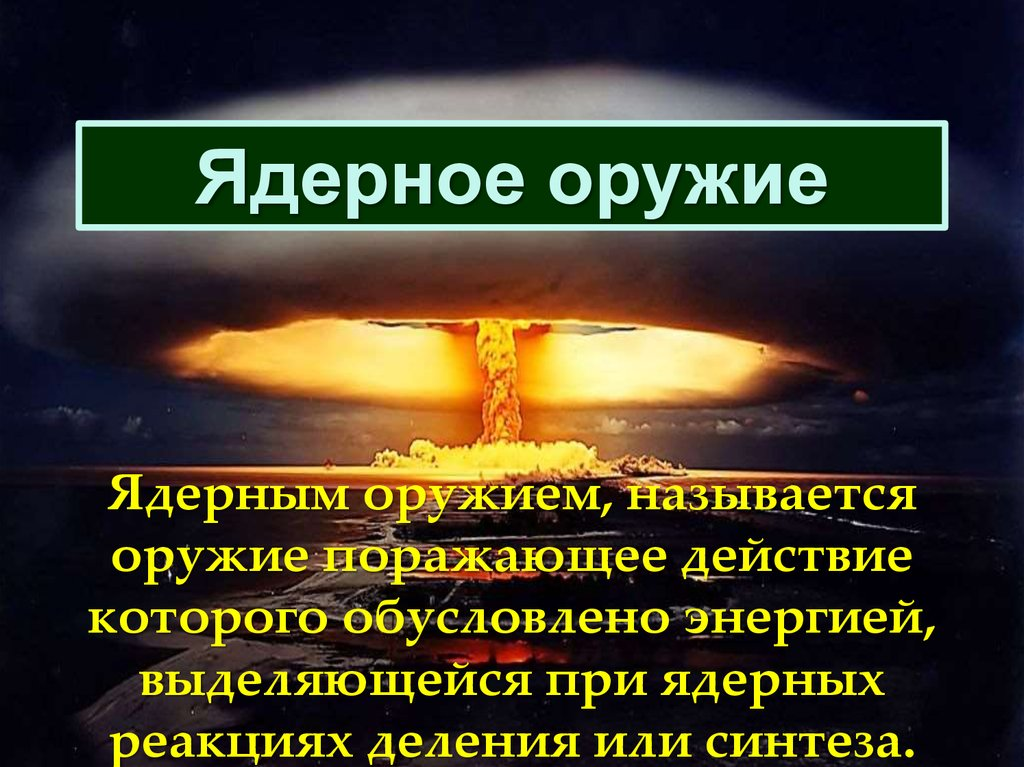 Ядерное оружие
Ядерным оружием, называется
оружие поражающее действие
которого обусловлено энергией,
выделяющейся при ядерных
реакциях деления или синтеза.